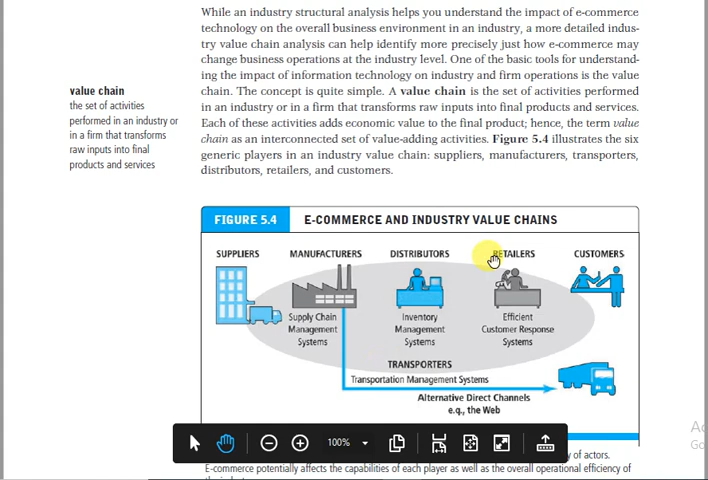 While an industry structural analysis helps you understand the impact of e-commerce
technology on the overall business environment in an industry, a more detailed indus-
try value chain analysis can help identify more precisely just how e-commerce may
change business operations at the industry level. One of the basic tools for understand-
ing the impact of information technology on industry and firm operations is the value
chain. The concept is quite simple. A value chain is the set of activities performed
in an industry or in a firm that transforms raw inputs into final products and services.
Each of these activities adds economic value to the final product; hence, the term value
chain as an interconnected set of value-adding activities. Figure 5.4 illustrates the six
generic players in an industry value chain: suppliers, manufacturers, transporters,
distributors, retailers, and customers.
value chain
the set of activities
performed in an industry or
in a firm that transforms
raw inputs into final
products and services
FIGURE 5.4 E-COMMERCE AND INDUSTRY VALUE CHAINS
SUPPLIERS MANUFACTURERS DISTRIBUTORS RETAILERS CUSTOMERS
Supply Chain
Management
Systems
Inventory
Management
Systems
Efficient
Customer Response
Systems
TRANSPORTERS
Transportation Management Systems
Alternative Direct Channels
e.g., the Web
100%
y of actors.
E-commerce potentially affects the capabilities of each player as well as the overall operational efficiency of